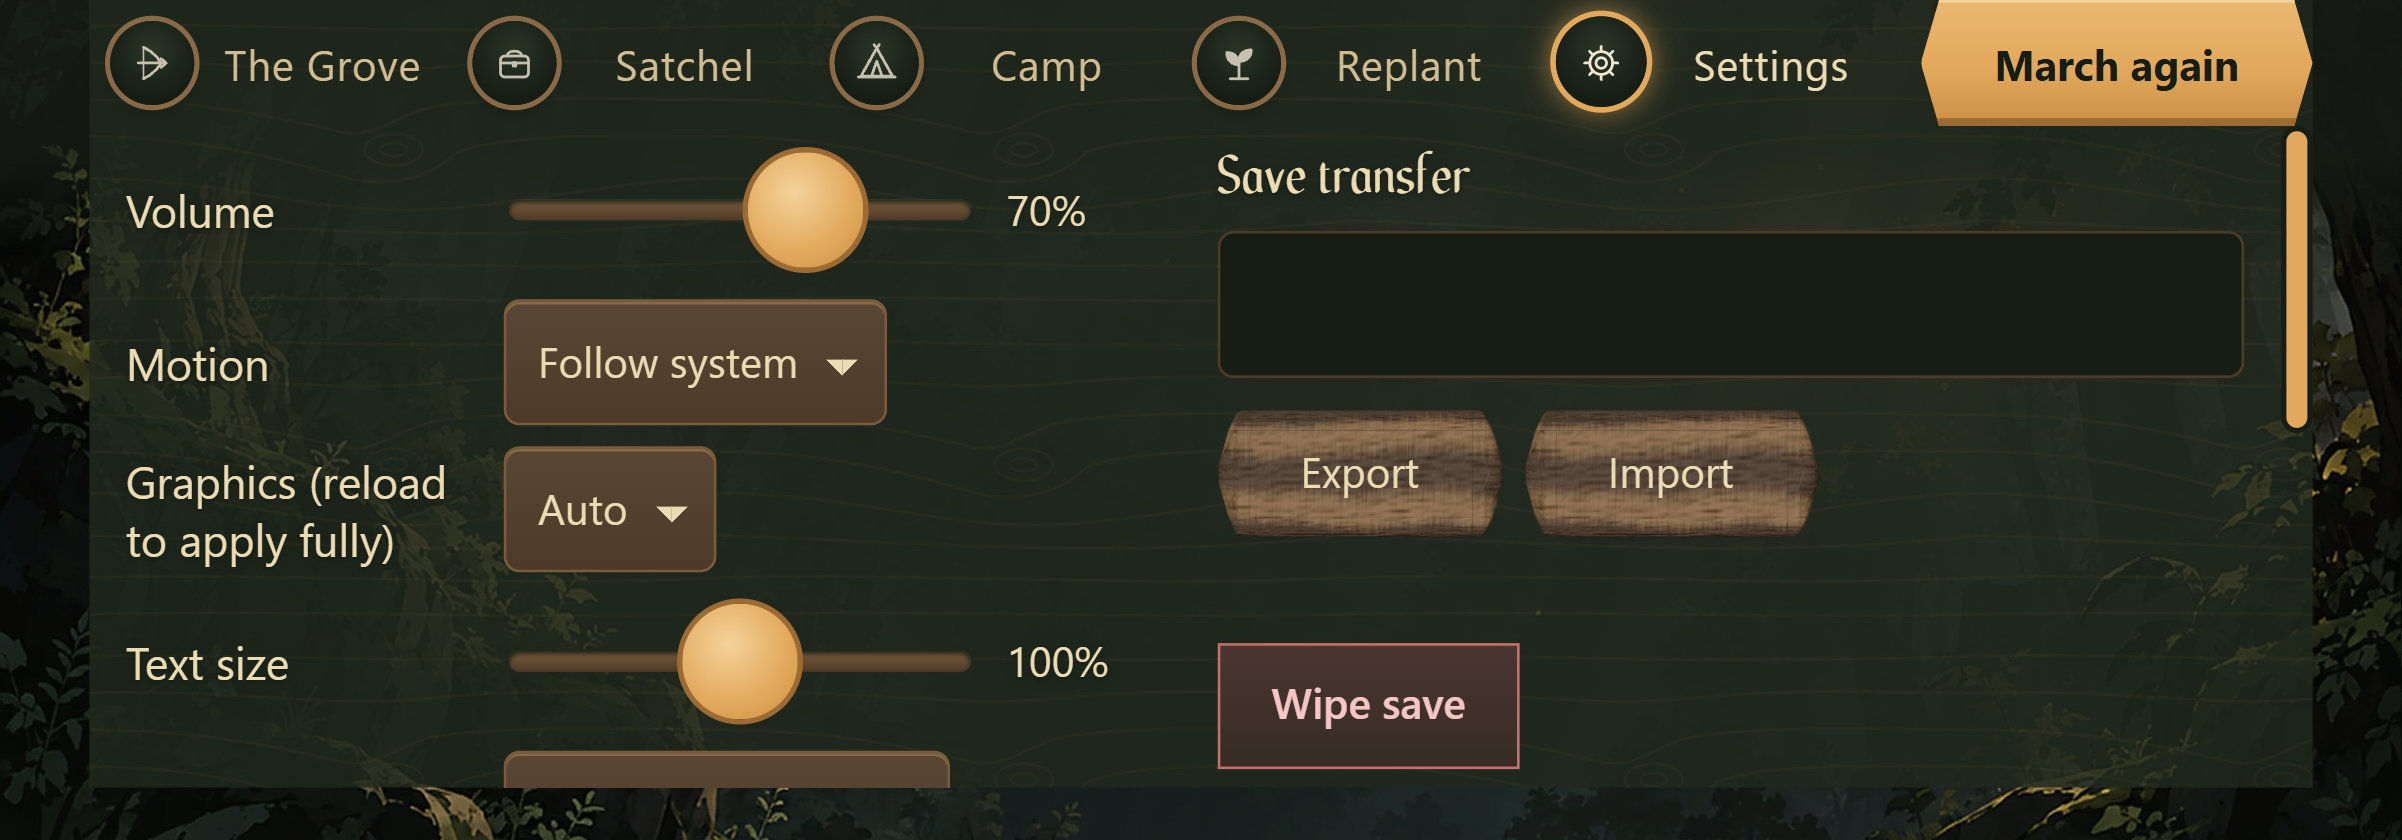 The Grove
Satchel
Camp
Replant
Settings
March again
Volume
70%
Motion
Follow system
Graphics (reload
to apply fully)
Auto
Text size
100%
Save transfer
Export
Import
Wipe save